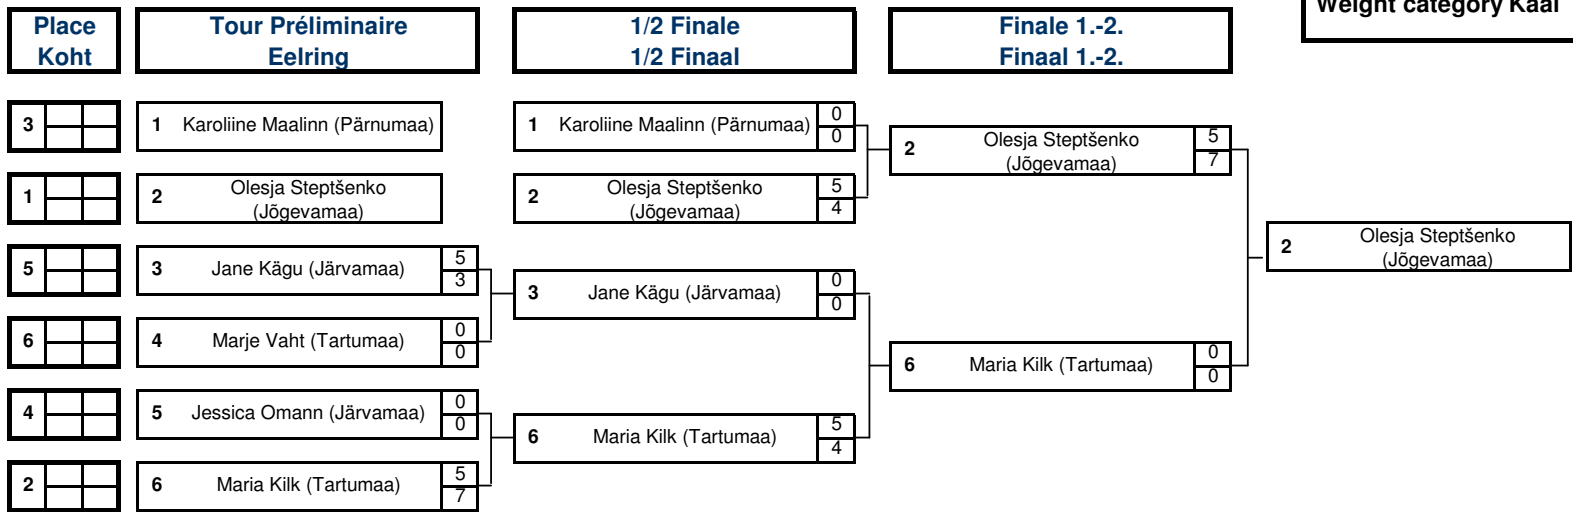 Weight category Kaal
Place
Koht
Tour Préliminaire
Eelring
1/2 Finale
1/2 Finaal
Finale 1.-2.
Finaal 1.-2.
3
1 Karoliine Maalinn (Pärnumaa)
1 Karoliine Maalinn (Pärnumaa) 0
0
2 Olesja Steptšenko 5
(Jõgevamaa) 7
1
2 Olesja Steptšenko
(Jõgevamaa)
2 Olesja Steptšenko 5
(Jõgevamaa) 4
2 Olesja Steptšenko
(Jõgevamaa)
5
3 Jane Kägu (Järvamaa) 5
3
3 Jane Kägu (Järvamaa) 0
0
6
4 Marje Vaht (Tartumaa) 0
0
6 Maria Kilk (Tartumaa) 0
0
4
5 Jessica Omann (Järvamaa) 0
0
6 Maria Kilk (Tartumaa) 5
4
2
6 Maria Kilk (Tartumaa) 5
7